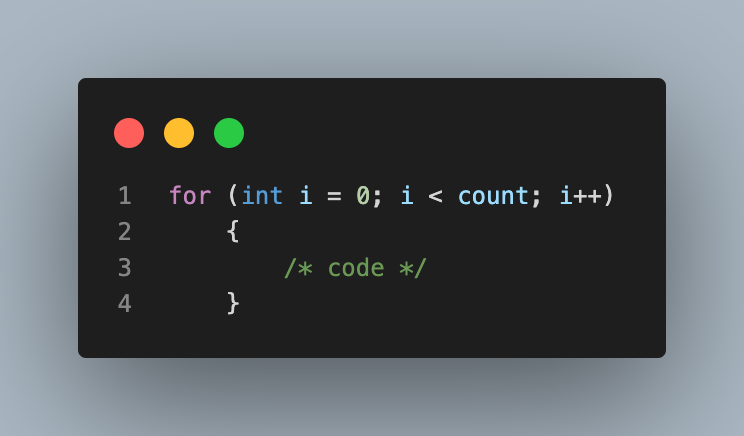 1 for (int i = 0; i < count; i++)
2     {
3         /* code */
4     }